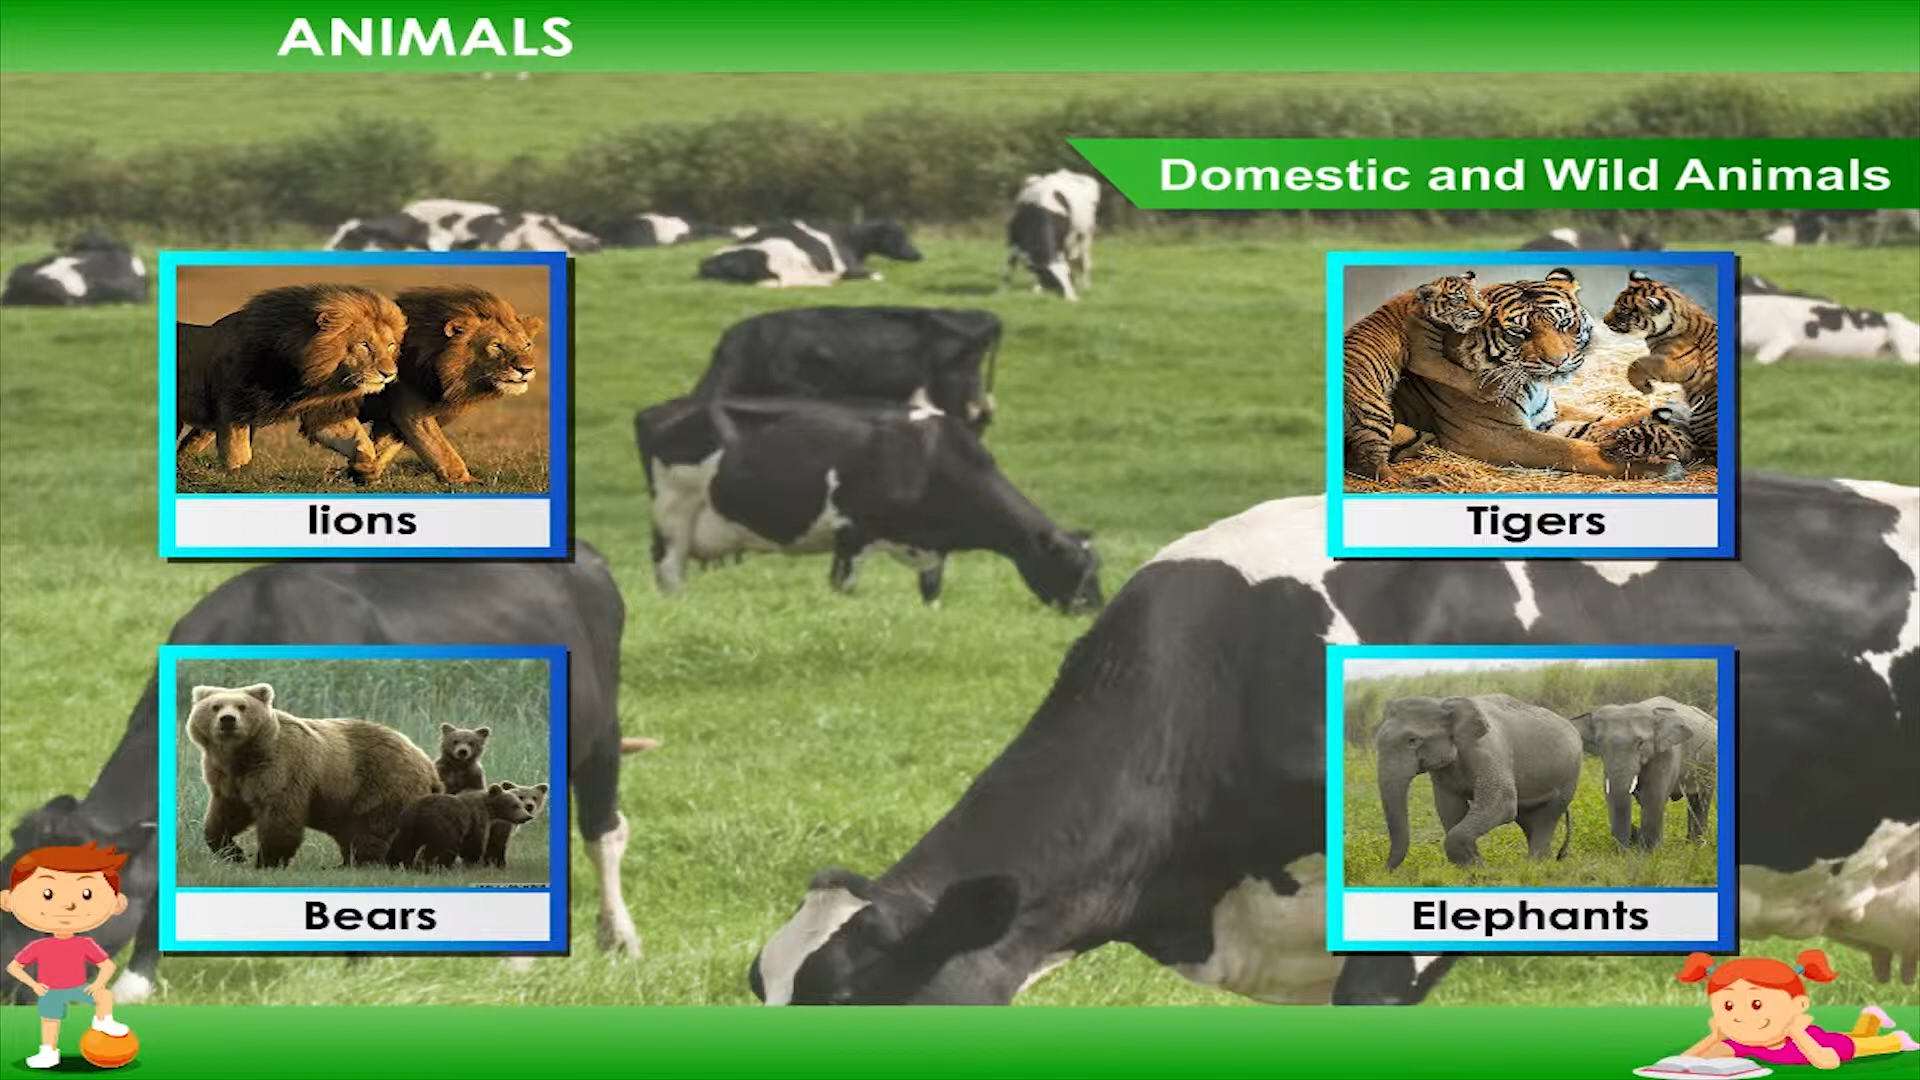 ANIMALS
Domestic and Wild Animals
lions
Tigers
Bears
Elephants